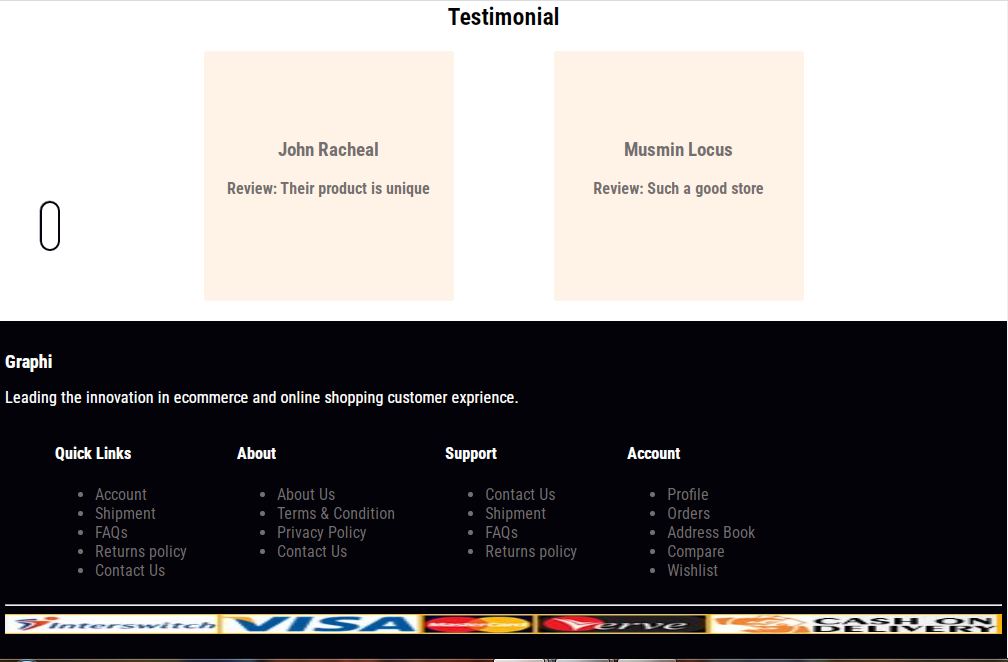 Testimonial
John Racheal
Musmin Locus
Review: Their product is unique
Review: Such a good store
Graphi
Leading the innovation in ecommerce and online shopping customer exprience.
Quick Links
Account
Shipment
FAQs
Returns policy
Contact Us
About
About Us
Terms & Condition
Privacy Policy
Contact Us
Support
Contact Us
Shipment
FAQs
Returns policy
Account
Profile
Orders
Address Book
Compare
Wishlist
Interswitch VISA MasterCard Verve CASH ON
DELIVERY